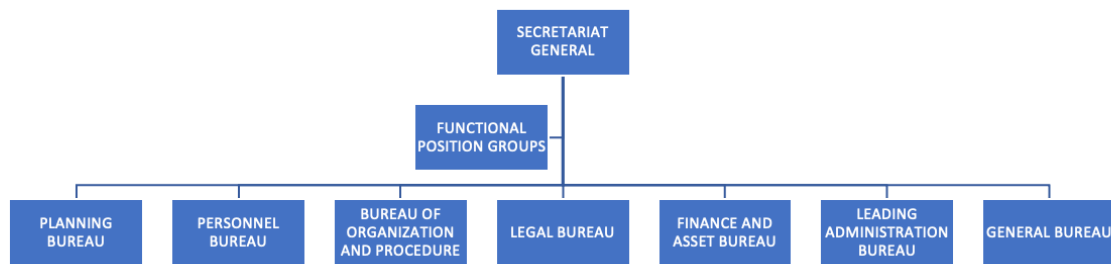 SECRETARIAT
GENERAL
FUNCTIONAL
POSITION GROUPS
PLANNING
BUREAU
PERSONNEL
BUREAU
BUREAU OF
ORGANIZATION
AND PROCEDURE
LEGAL BUREAU
FINANCE AND
ASSET BUREAU
LEADING
ADMINISTRATION
BUREAU
GENERAL BUREAU